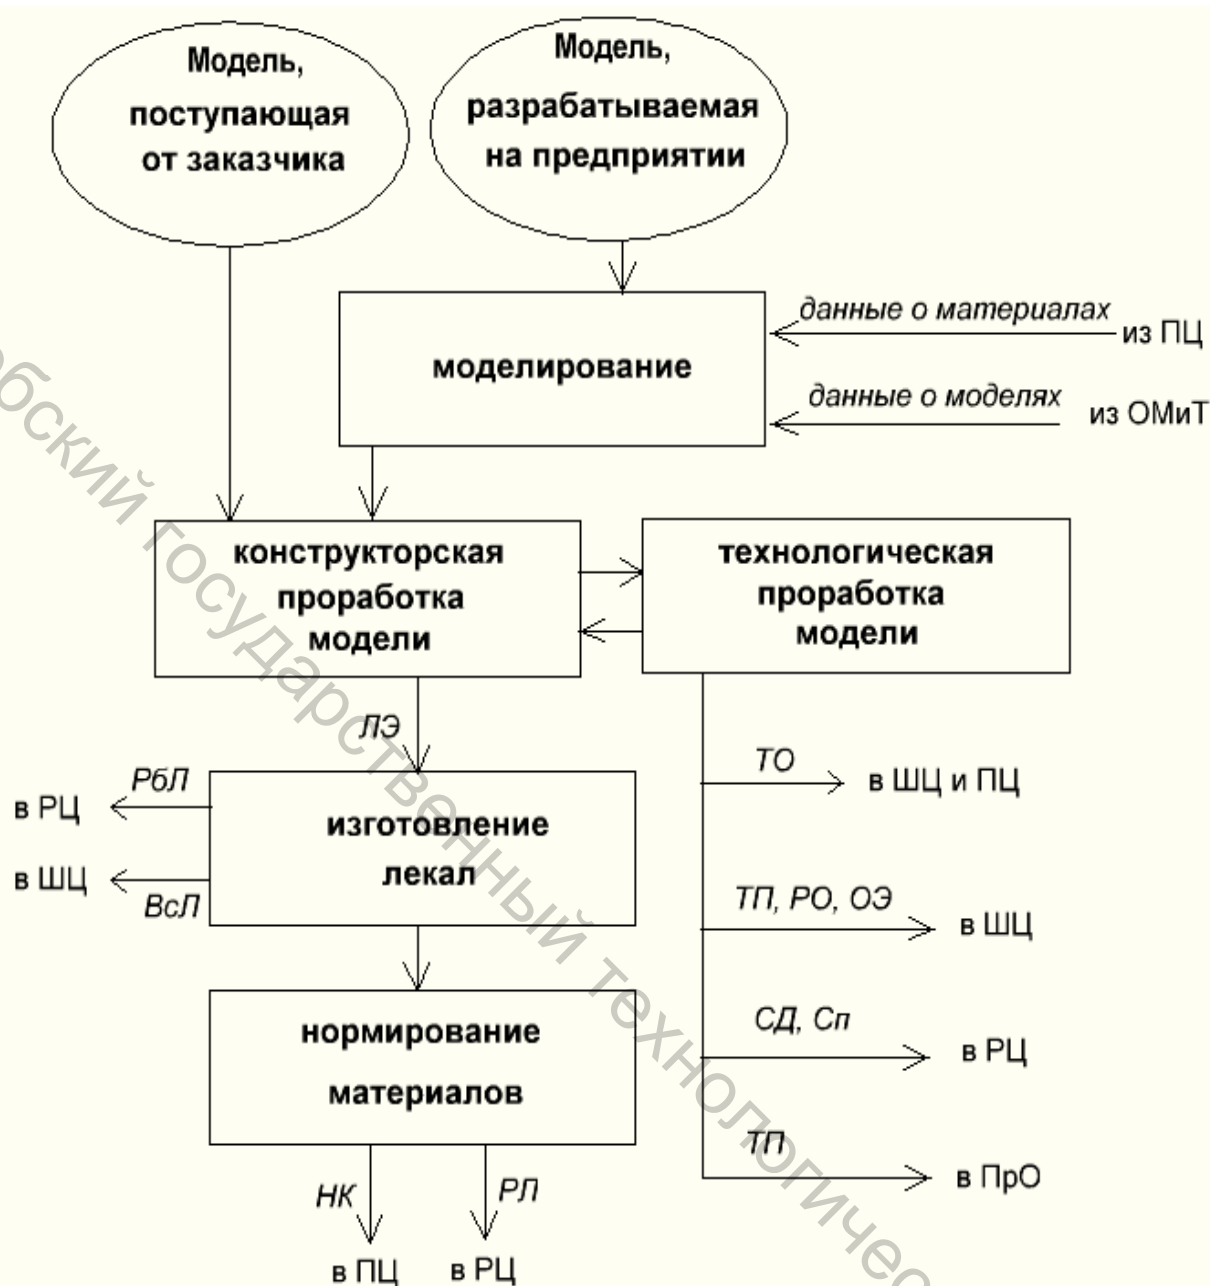 Модель,
поступающая
от заказчика
Модель,
разрабатываемая
на предприятии
моделирование
данные о материалах
из ПЦ
данные о моделях
из ОМиТ
конструкторская
проработка
модели
технологическая
проработка
модели
ЛЭ
РбЛ
в РЦ
в ШЦ
ВсЛ
изготовление
лекал
ТО
в ШЦ и ПЦ
ТП, РО, ОЭ
в ШЦ
СД, Сп
в РЦ
ТП
в ПрО
нормирование
материалов
НК
РЛ
в ПЦ
в РЦ
государственный